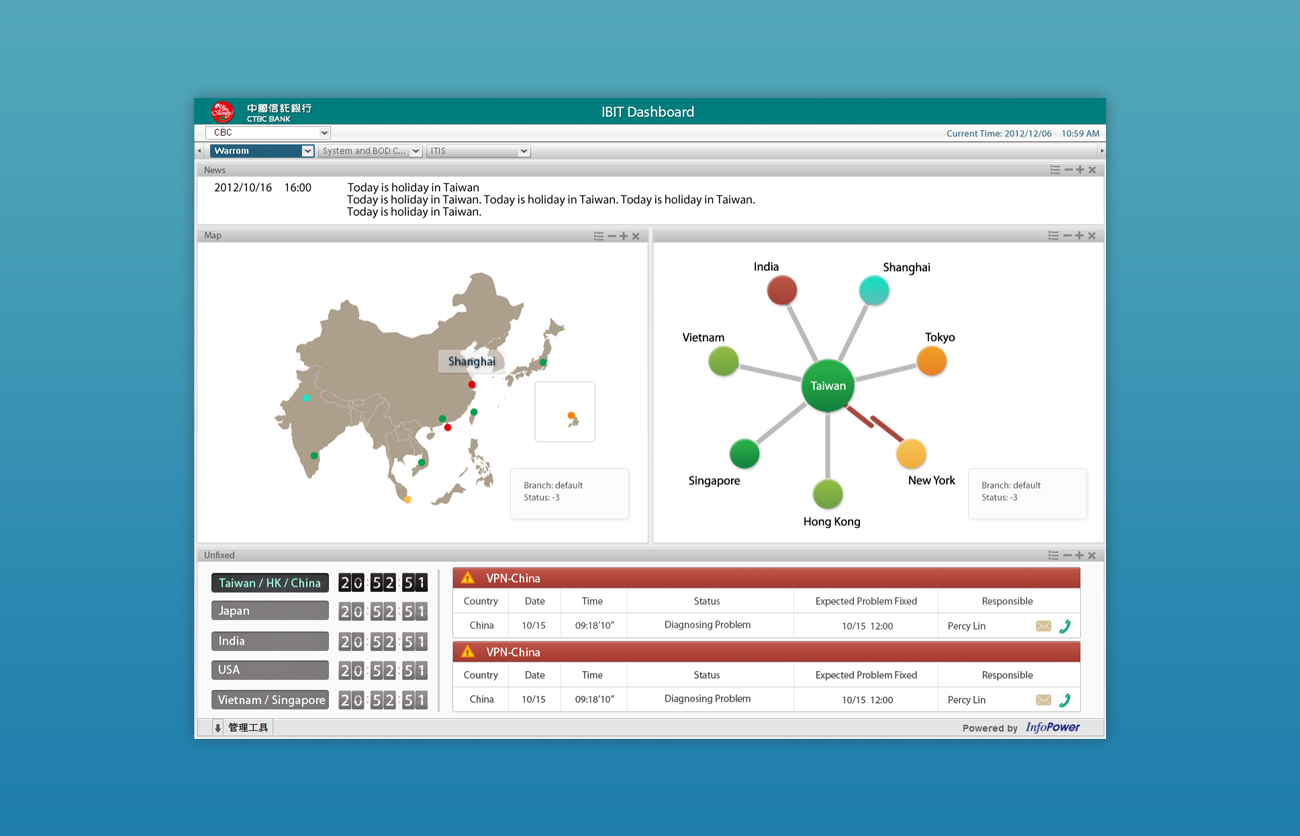 中國信託銀行
CTBC BANK
IBIT Dashboard
CBC
Current Time: 2012/12/06 10:59 AM
Warrom
System and BOD C...
ITIS
News
2012/10/16 16:00 Today is holiday in Taiwan
Today is holiday in Taiwan. Today is holiday in Taiwan. Today is holiday in Taiwan.
Today is holiday in Taiwan.
Map
Shanghai
Branch: default
Status: -3
India
Shanghai
Vietnam
Tokyo
Taiwan
Singapore
New York
Hong Kong
Branch: default
Status: -3
Unfixed
Taiwan / HK / China 20:52:51
Japan 20:52:51
India 20:52:51
USA 20:52:51
Vietnam / Singapore 20:52:51
VPN-China
Country Date Time Status Expected Problem Fixed Responsible
China 10/15 09:18'10" Diagnosing Problem 10/15 12:00 Percy Lin
VPN-China
Country Date Time Status Expected Problem Fixed Responsible
China 10/15 09:18'10" Diagnosing Problem 10/15 12:00 Percy Lin
管理工具
Powered by InfoPower